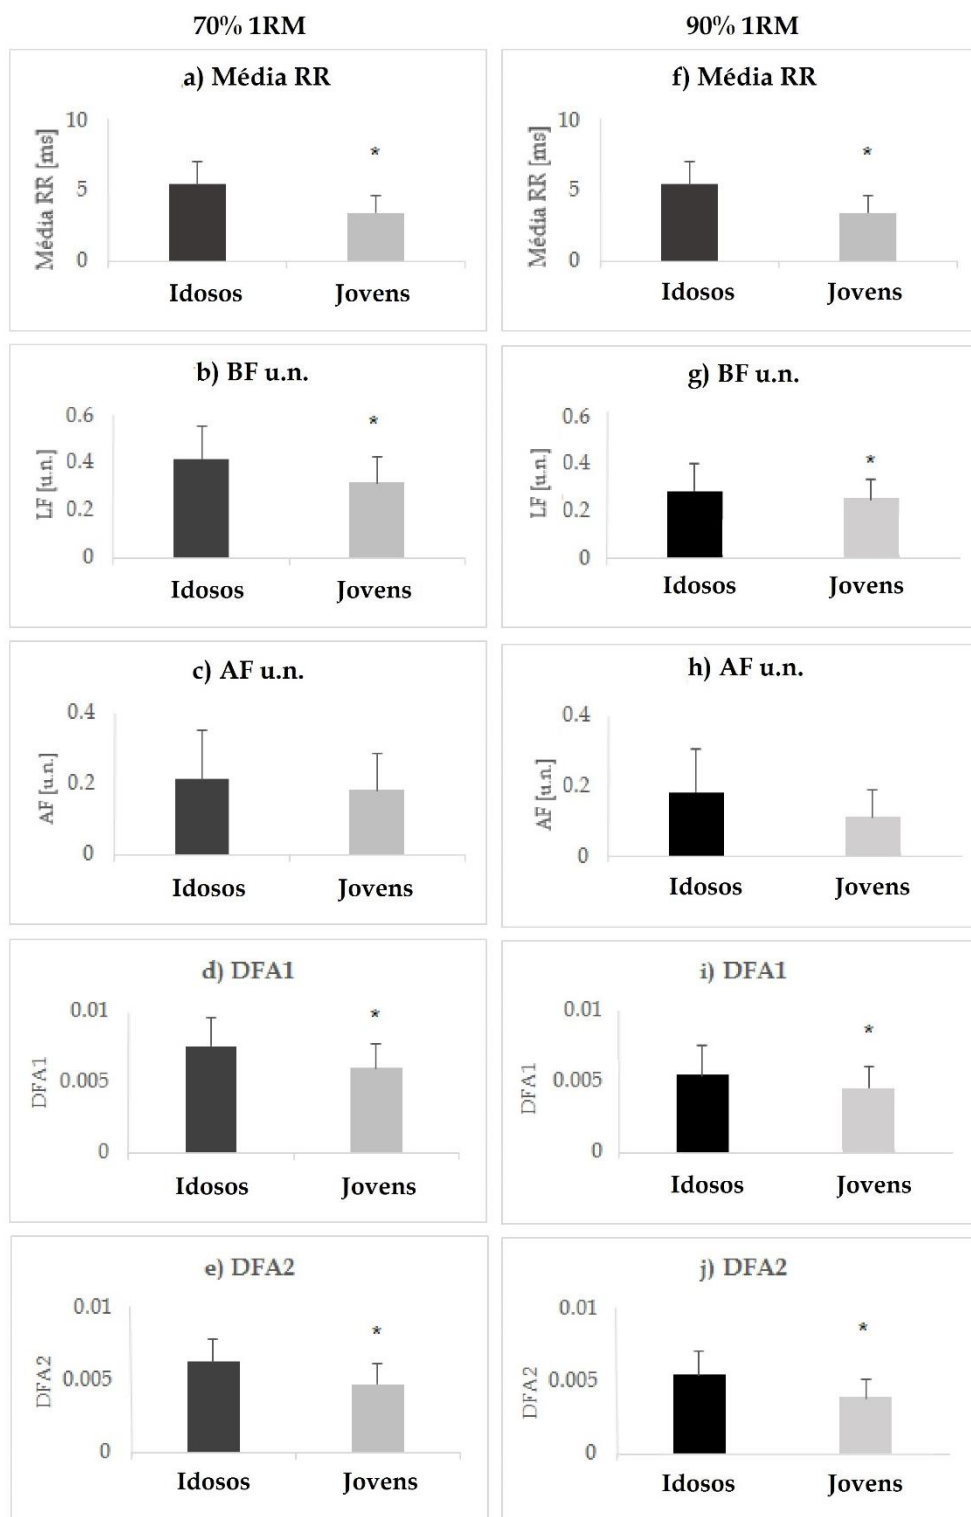 70% 1RM
90% 1RM
a) Média RR
Média RR [ms]
10
5
0
*
Idosos
Jovens
f) Média RR
Média RR [ms]
10
5
0
*
Idosos
Jovens
b) BF u.n.
LF [u.n.]
0.6
0.4
0.2
0
*
Idosos
Jovens
g) BF u.n.
LF [u.n.]
0.6
0.4
0.2
0
*
Idosos
Jovens
c) AF u.n.
AF [u.n.]
0.4
0.2
0
Idosos
Jovens
h) AF u.n.
AF [u.n.]
0.4
0.2
0
Idosos
Jovens
d) DFA1
DFA1
0.01
0.005
0
*
Idosos
Jovens
i) DFA1
DFA1
0.01
0.005
0
*
Idosos
Jovens
e) DFA2
DFA2
0.01
0.005
0
*
Idosos
Jovens
j) DFA2
DFA2
0.01
0.005
0
*
Idosos
Jovens